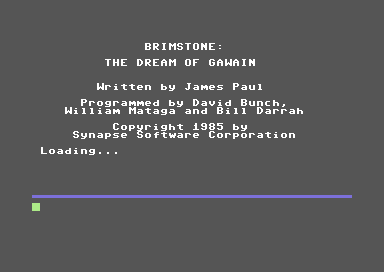 BRIMSTONE:
THE DREAM OF GAWAIN
Written by James Paul
Programmed by David Bunch,
William Mataga and Bill Darrah
Copyright 1985 by
Synapse Software Corporation
Loading...